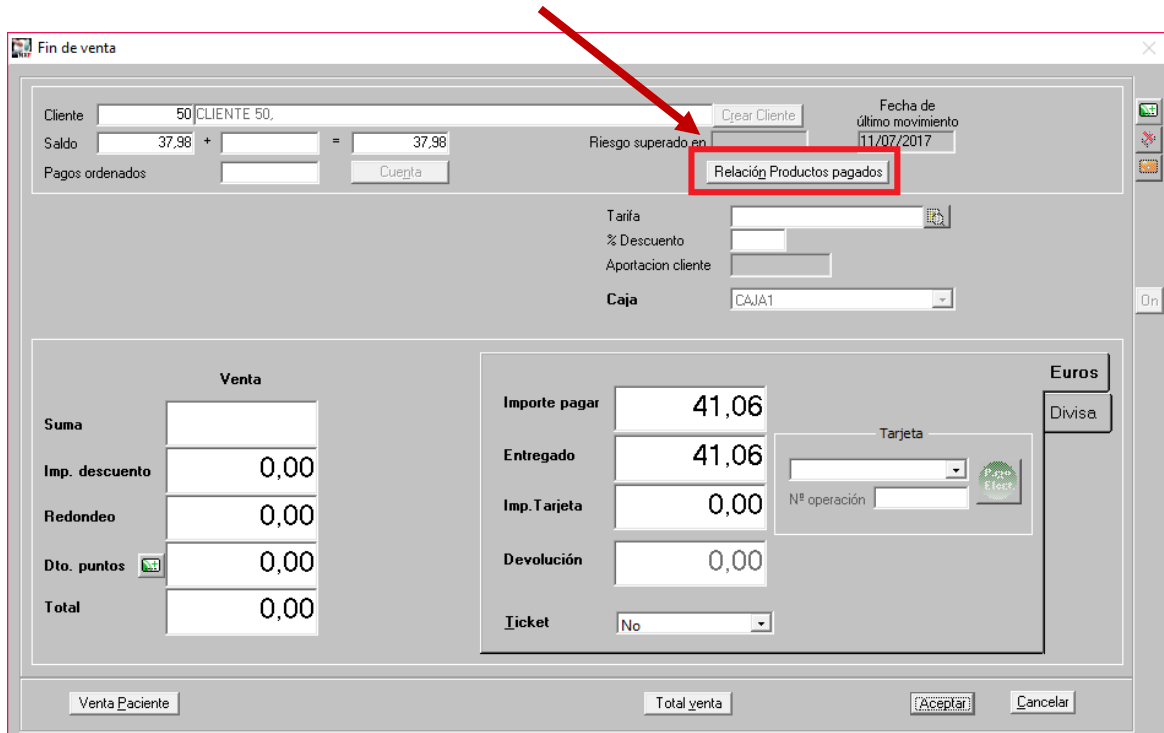 Fin de venta
Cliente 50 CLIENTE 50, Crear Cliente Fecha de último movimiento
Saldo 37,98 + = 37,98 Riesgo superado en 11/07/2017
Pagos ordenados Cuenta Relación Productos pagados
Tarifa
% Descuento
Aportacion cliente
Caja CAJA1
On
Venta
Suma
Imp. descuento 0,00
Redondeo 0,00
Dto. puntos 0,00
Total 0,00
Euros
Divisa
Importe pagar 41,06
Entregado 41,06
Imp.Tarjeta 0,00
Devolución 0,00
Ticket No
Tarjeta
Pago Elect.
Nº operación
Venta Paciente Total venta Aceptar Cancelar